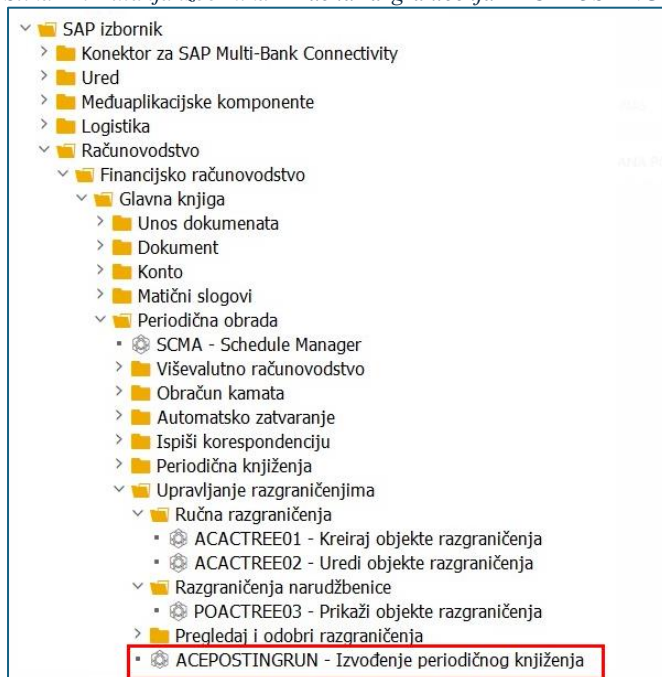 SAP izbornik
Konektor za SAP Multi-Bank Connectivity
Ured
Međuaplikacijske komponente
Logistika
Računovodstvo
Financijsko računovodstvo
Glavna knjiga
Unos dokumenata
Dokument
Konto
Matični slogovi
Periodična obrada
SCMA - Schedule Manager
Viševalutno računovodstvo
Obračun kamata
Automatsko zatvaranje
Ispiši korespondenciju
Periodična knjiženja
Upravljanje razgraničenjima
Ručna razgraničenja
ACACTREE01 - Kreiraj objekte razgraničenja
ACACTREE02 - Uredi objekte razgraničenja
Razgraničenja narudžbenice
POACTREE03 - Prikaži objekte razgraničenja
Pregledaj i odobri razgraničenja
ACEPOSTINGRUN - Izvođenje periodičnog knjiženja